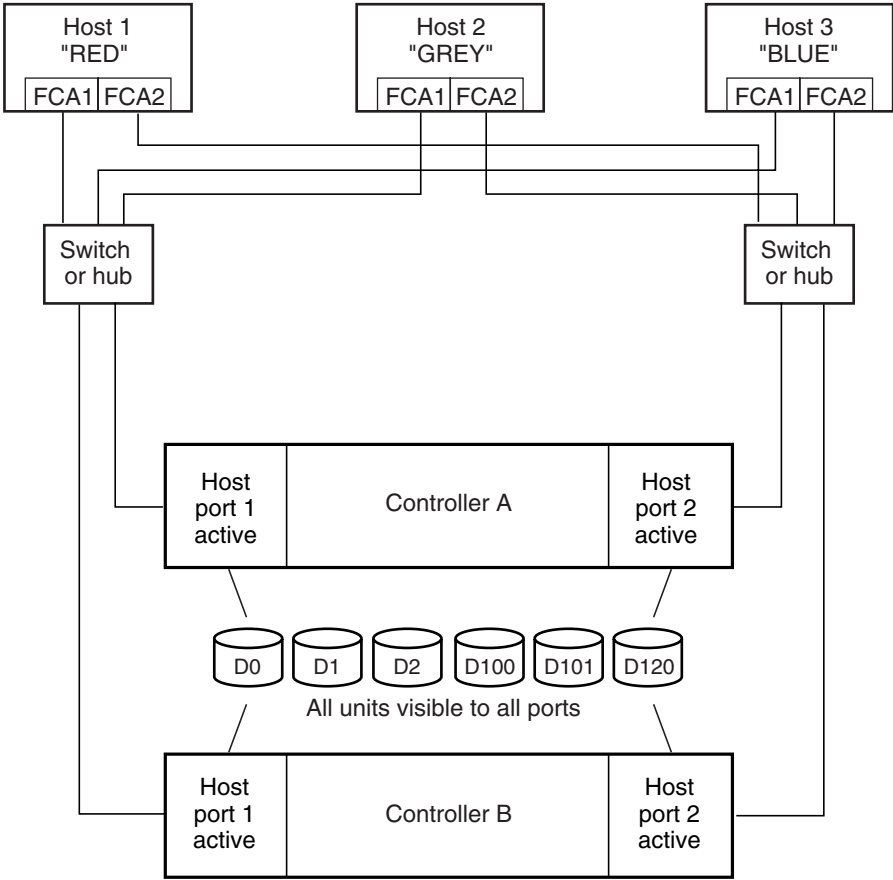 Host 1
"RED"
FCA1 FCA2
Host 2
"GREY"
FCA1 FCA2
Host 3
"BLUE"
FCA1 FCA2
Switch
or hub
Switch
or hub
Host
port 1
active
Controller A
Host
port 2
active
D0 D1 D2 D100 D101 D120
All units visible to all ports
Host
port 1
active
Controller B
Host
port 2
active